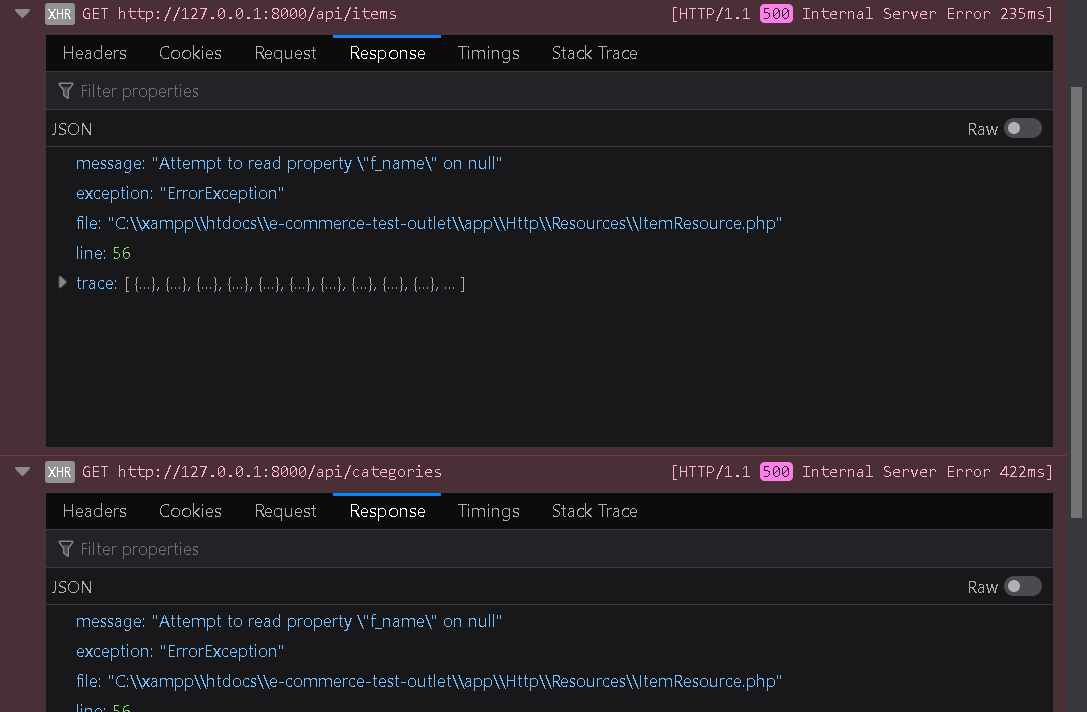 XHR GET http://127.0.0.1:8000/api/items [HTTP/1.1 500 Internal Server Error 235ms]
Headers Cookies Request Response Timings Stack Trace
Filter properties
JSON Raw
message: "Attempt to read property \"f_name\" on null"
exception: "ErrorException"
file: "C:\\xampp\\htdocs\\e-commerce-test-outlet\\app\\Http\\Resources\\ItemResource.php"
line: 56
trace: [ {…}, {…}, {…}, {…}, {…}, {…}, {…}, {…}, {…}, {…}, … ]
XHR GET http://127.0.0.1:8000/api/categories [HTTP/1.1 500 Internal Server Error 422ms]
Headers Cookies Request Response Timings Stack Trace
Filter properties
JSON Raw
message: "Attempt to read property \"f_name\" on null"
exception: "ErrorException"
file: "C:\\xampp\\htdocs\\e-commerce-test-outlet\\app\\Http\\Resources\\ItemResource.php"
line: 56